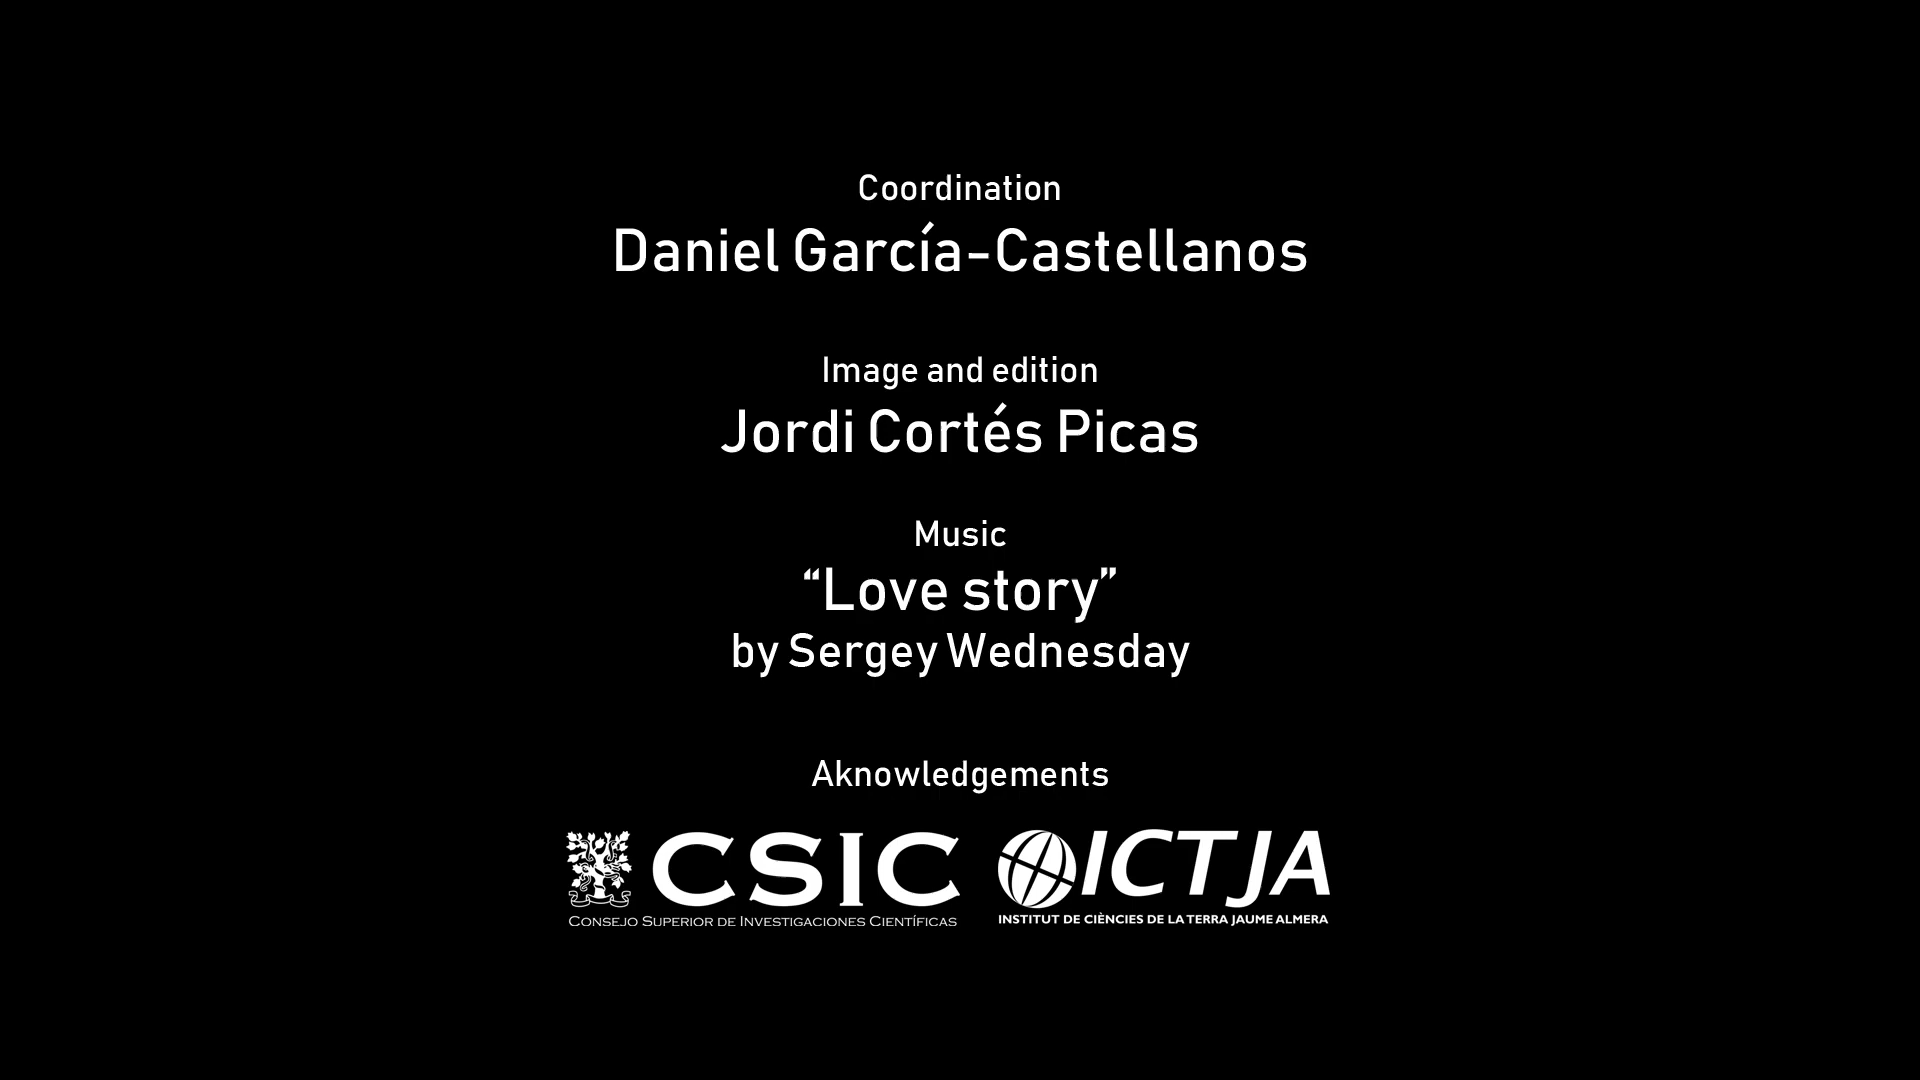 Coordination
Daniel García-Castellanos
Image and edition
Jordi Cortés Picas
Music
“Love story”
by Sergey Wednesday
Aknowledgements
CSIC
CONSEJO SUPERIOR DE INVESTIGACIONES CIENTÍFICAS
ICTJA
INSTITUT DE CIÈNCIES DE LA TERRA JAUME ALMERA